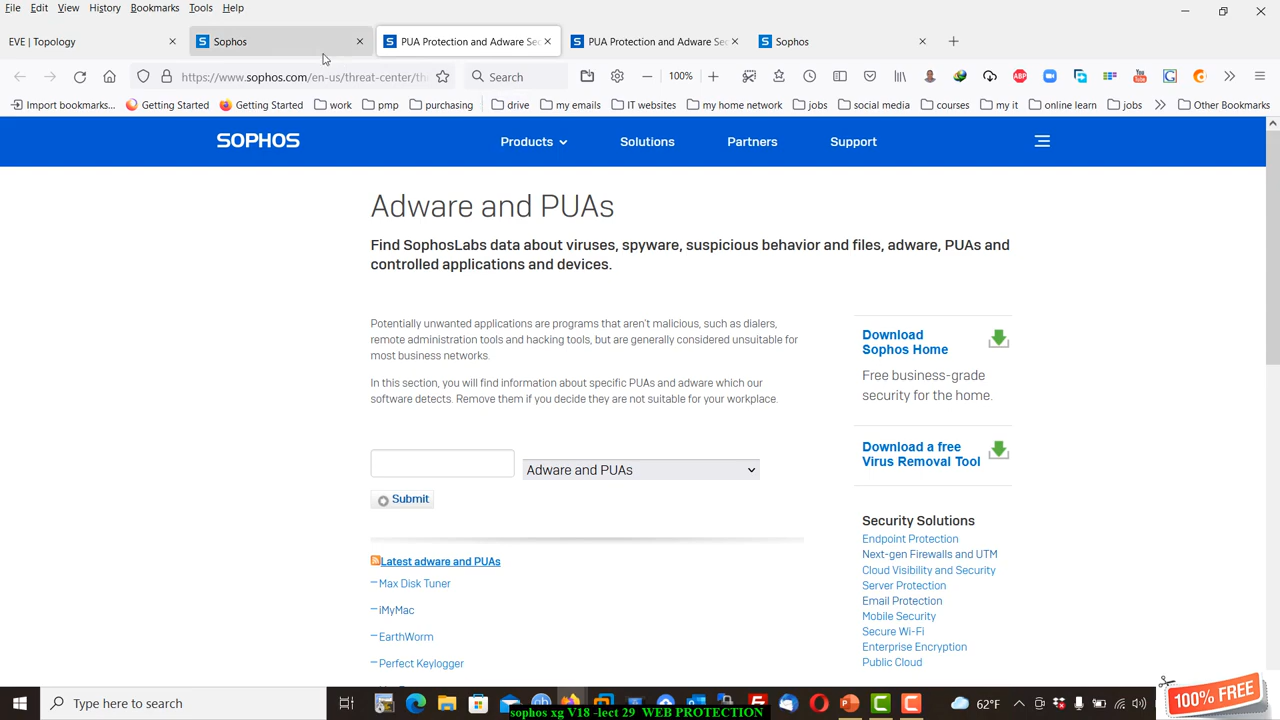 File Edit View History Bookmarks Tools Help
EVE | Topology
Sophos
PUA Protection and Adware Sec
PUA Protection and Adware Sec
Sophos
https://www.sophos.com/en-us/threat-center/th
Search
100%
Import bookmarks...
Getting Started
Getting Started
work
pmp
purchasing
drive
my emails
IT websites
my home network
jobs
social media
courses
my it
online learn
jobs
Other Bookmarks
SOPHOS
Products
Solutions
Partners
Support
Adware and PUAs
Find SophosLabs data about viruses, spyware, suspicious behavior and files, adware, PUAs and
controlled applications and devices.
Potentially unwanted applications are programs that aren't malicious, such as dialers,
remote administration tools and hacking tools, but are generally considered unsuitable for
most business networks.
In this section, you will find information about specific PUAs and adware which our
software detects. Remove them if you decide they are not suitable for your workplace.
Adware and PUAs
Submit
Latest adware and PUAs
Max Disk Tuner
iMyMac
EarthWorm
Perfect Keylogger
Download
Sophos Home
Free business-grade
security for the home.
Download a free
Virus Removal Tool
Security Solutions
Endpoint Protection
Next-gen Firewalls and UTM
Cloud Visibility and Security
Server Protection
Email Protection
Mobile Security
Secure Wi-Fi
Enterprise Encryption
Public Cloud
Type here to search
62°F
sophos xg V18 -lect 29 WEB PROTECTION
100% FREE